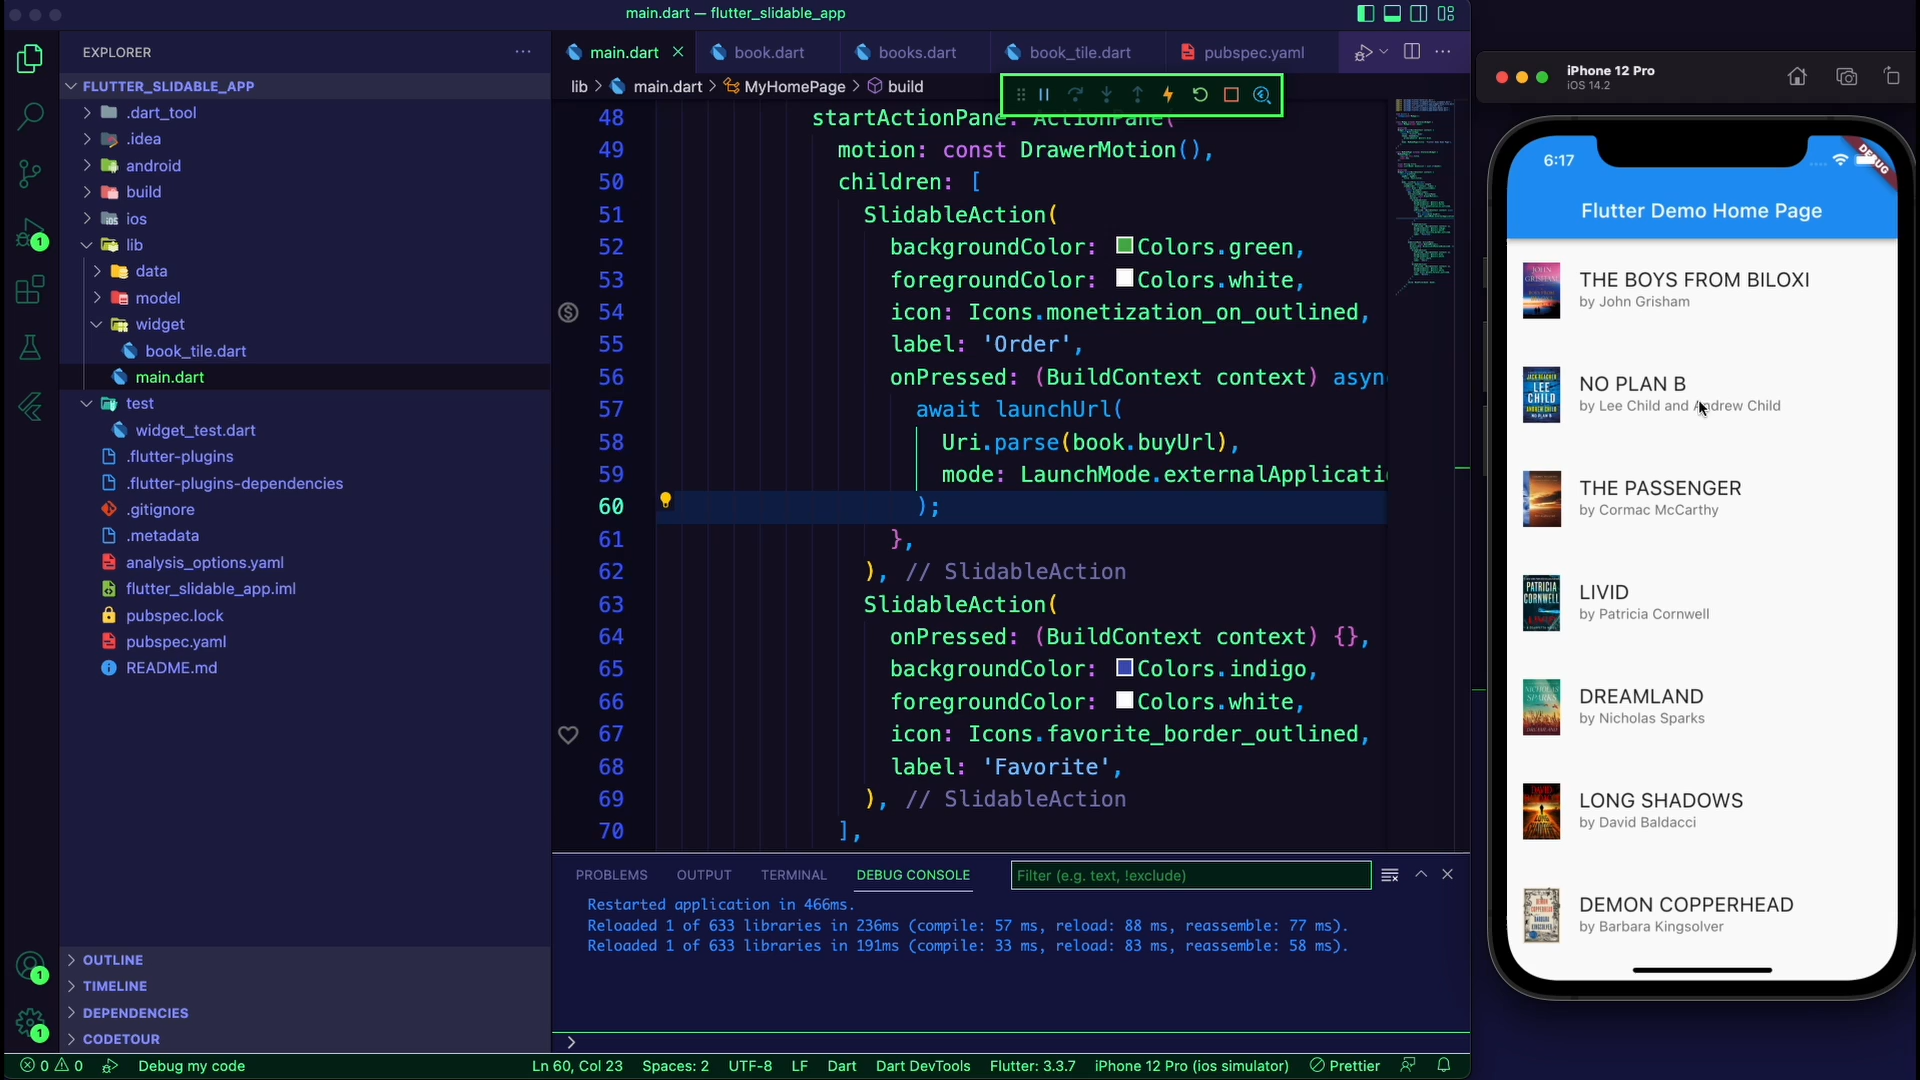 main.dart — flutter_slidable_app
EXPLORER
FLUTTER_SLIDABLE_APP
.dart_tool
.idea
android
build
ios
lib
data
model
widget
book_tile.dart
main.dart
test
widget_test.dart
.flutter-plugins
.flutter-plugins-dependencies
.gitignore
.metadata
analysis_options.yaml
flutter_slidable_app.iml
pubspec.lock
pubspec.yaml
README.md
OUTLINE
TIMELINE
DEPENDENCIES
CODETOUR
1
1
1
main.dart book.dart books.dart book_tile.dart pubspec.yaml
lib > main.dart > MyHomePage > build
48 startActionPane: ActionPane(
49 motion: const DrawerMotion(),
50 children: [
51 SlidableAction(
52 backgroundColor: Colors.green,
53 foregroundColor: Colors.white,
54 icon: Icons.monetization_on_outlined,
55 label: 'Order',
56 onPressed: (BuildContext context) asyn
57 await launchUrl(
58 Uri.parse(book.buyUrl),
59 mode: LaunchMode.externalApplicati
60 );
61 },
62 ), // SlidableAction
63 SlidableAction(
64 onPressed: (BuildContext context) {},
65 backgroundColor: Colors.indigo,
66 foregroundColor: Colors.white,
67 icon: Icons.favorite_border_outlined,
68 label: 'Favorite',
69 ), // SlidableAction
70 ],
PROBLEMS OUTPUT TERMINAL DEBUG CONSOLE Filter (e.g. text, !exclude)
Restarted application in 466ms.
Reloaded 1 of 633 libraries in 236ms (compile: 57 ms, reload: 88 ms, reassemble: 77 ms).
Reloaded 1 of 633 libraries in 191ms (compile: 33 ms, reload: 83 ms, reassemble: 58 ms).
0 0 Debug my code Ln 60, Col 23 Spaces: 2 UTF-8 LF Dart Dart DevTools Flutter: 3.3.7 iPhone 12 Pro (ios simulator) Prettier
iPhone 12 Pro
iOS 14.2
6:17
DEBUG
Flutter Demo Home Page
JOHN GRISHAM
THE BOYS FROM BILOXI
by John Grisham
LEE CHILD
NO PLAN B
by Lee Child and Andrew Child
THE PASSENGER
by Cormac McCarthy
PATRICIA CORNWELL
LIVID
by Patricia Cornwell
DREAMLAND
by Nicholas Sparks
LONG SHADOWS
by David Baldacci
DEMON COPPERHEAD
by Barbara Kingsolver